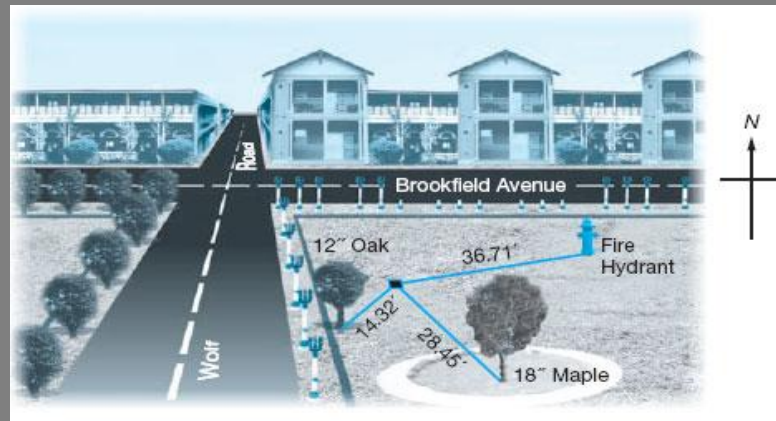 N
Road
Brookfield Avenue
12″ Oak
36.71′
Fire
Hydrant
14.32′
28.45′
Wolf
18″ Maple